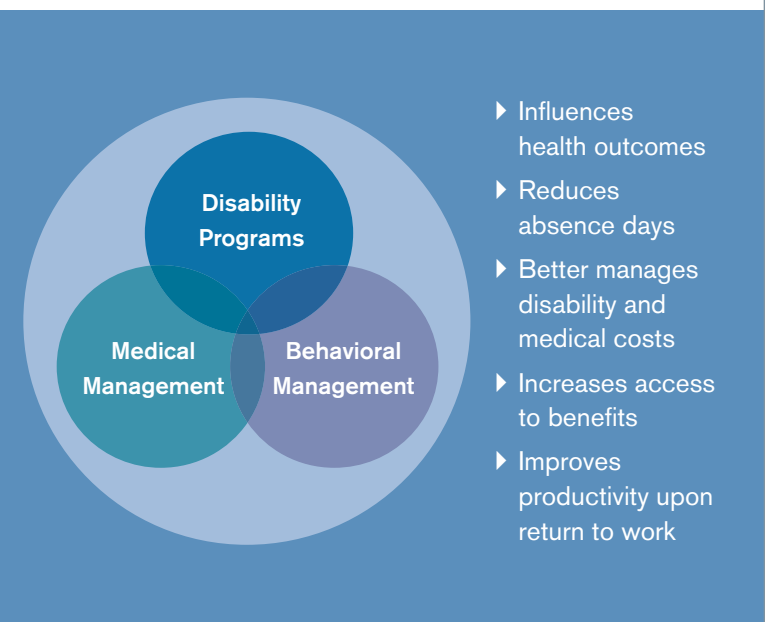 Disability
Programs
Medical
Management
Behavioral
Management
Influences
health outcomes
Reduces
absence days
Better manages
disability and
medical costs
Increases access
to benefits
Improves
productivity upon
return to work